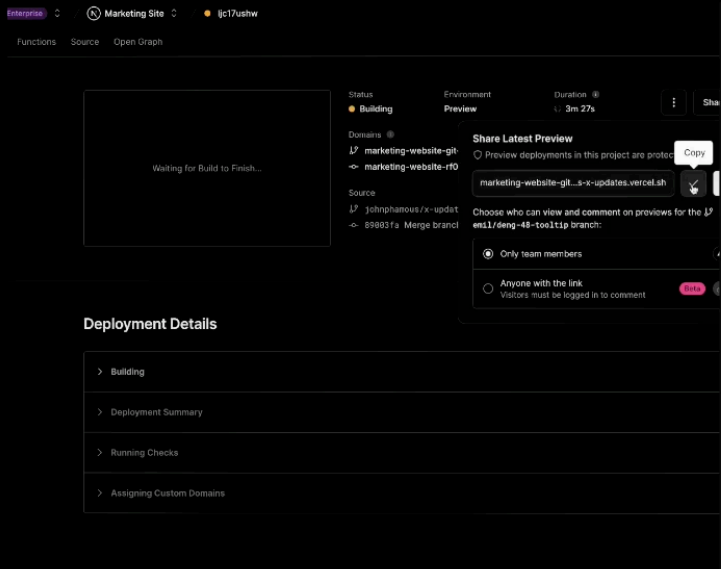 Enterprise
Marketing Site
ljc17ushw
Functions
Source
Open Graph
Status
Environment
Duration
Building
Preview
3m 27s
Sha
Domains
marketing-website-git-
marketing-website-rf0
Source
johnphamous/x-updat
89003fa Merge branch
Waiting for Build to Finish...
Share Latest Preview
Preview deployments in this project are protec
Copy
marketing-website-git...s-x-updates.vercel.sh
Choose who can view and comment on previews for the
emil/deng-48-tooltip branch:
Only team members
Anyone with the link
Visitors must be logged in to comment
Beta
Deployment Details
Building
Deployment Summary
Running Checks
Assigning Custom Domains